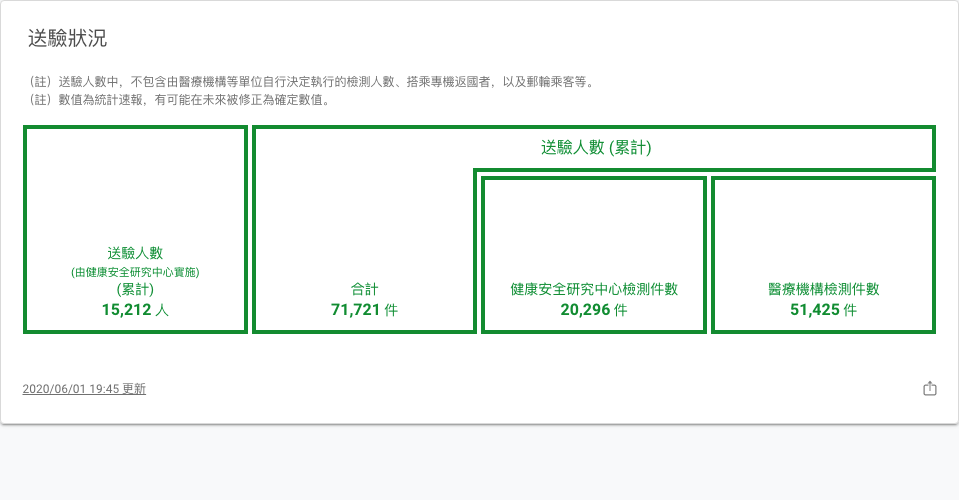 送驗狀況
（註）送驗人數中，不包含由醫療機構等單位自行決定執行的檢測人數、搭乘專機返國者，以及郵輪乘客等。
（註）數值為統計速報，有可能在未來被修正為確定數值。
送驗人數 (累計)
送驗人數
(由健康安全研究中心實施)
(累計)
15,212 人
合計
71,721 件
健康安全研究中心檢測件數
20,296 件
醫療機構檢測件數
51,425 件
2020/06/01 19:45 更新